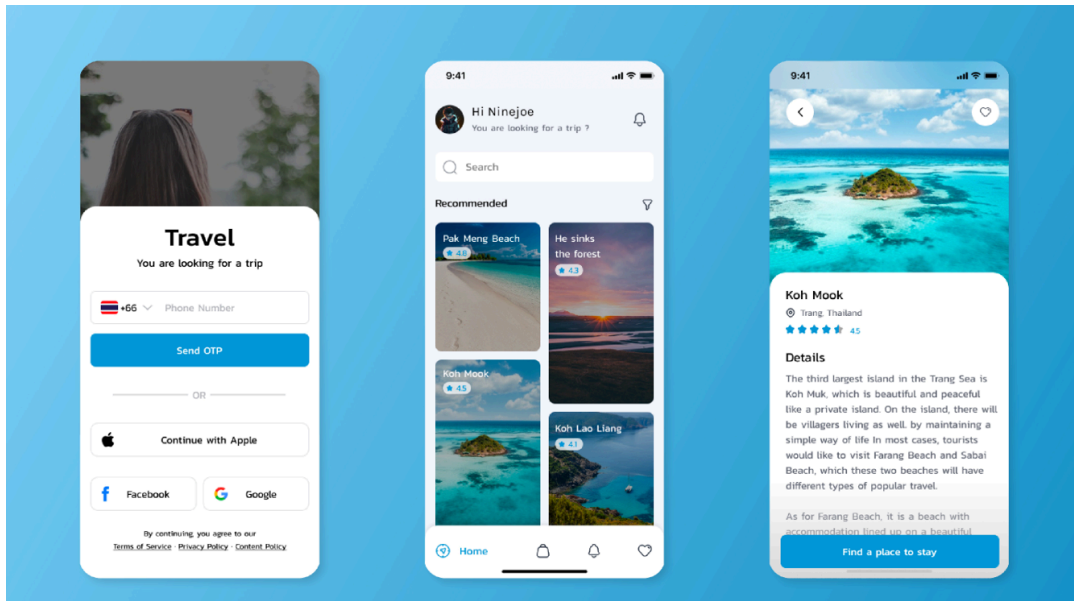 Travel
You are looking for a trip
+66 Phone Number
Send OTP
OR
Continue with Apple
Facebook
Google
By continuing, you agree to our
Terms of Service · Privacy Policy · Content Policy
9:41
Hi Ninejoe
You are looking for a trip ?
Search
Recommended
Pak Meng Beach
4.8
He sinks
the forest
4.3
Koh Mook
4.5
Koh Lao Liang
4.1
Home
9:41
Koh Mook
Trang, Thailand
4.5
Details
The third largest island in the Trang Sea is
Koh Muk, which is beautiful and peaceful
like a private island. On the island, there will
be villagers living as well. by maintaining a
simple way of life In most cases, tourists
would like to visit Farang Beach and Sabai
Beach, which these two beaches will have
different types of popular travel.
As for Farang Beach, it is a beach with
accommodation lined up on a beautiful
Find a place to stay